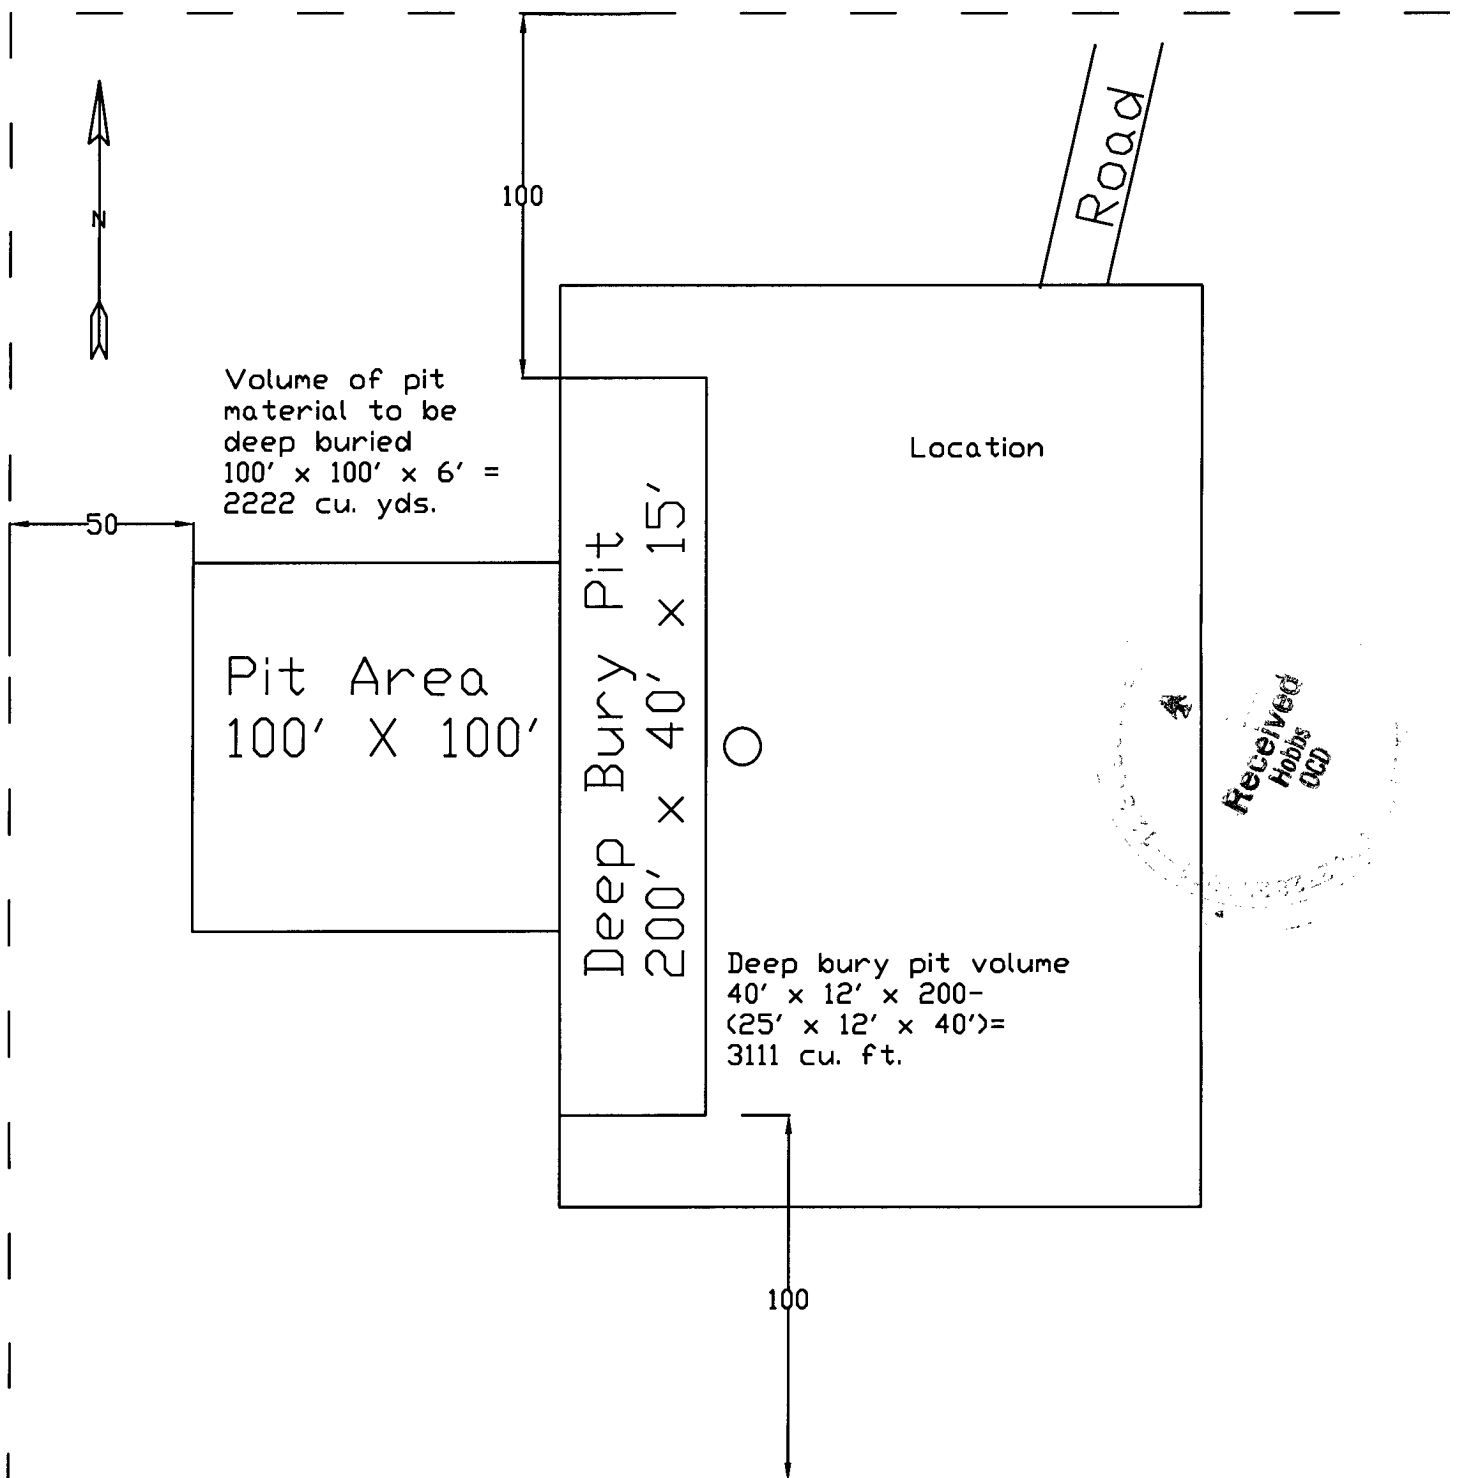 100
Road
N
Volume of pit
material to be
deep buried
100' x 100' x 6' =
2222 cu. yds.
Location
50
Pit Area
100' X 100'
Deep Bury Pit
200' x 40' x 15'
Received
Hobbs
OCD
Deep bury pit volume
40' x 12' x 200-
(25' x 12' x 40')=
3111 cu. ft.
100